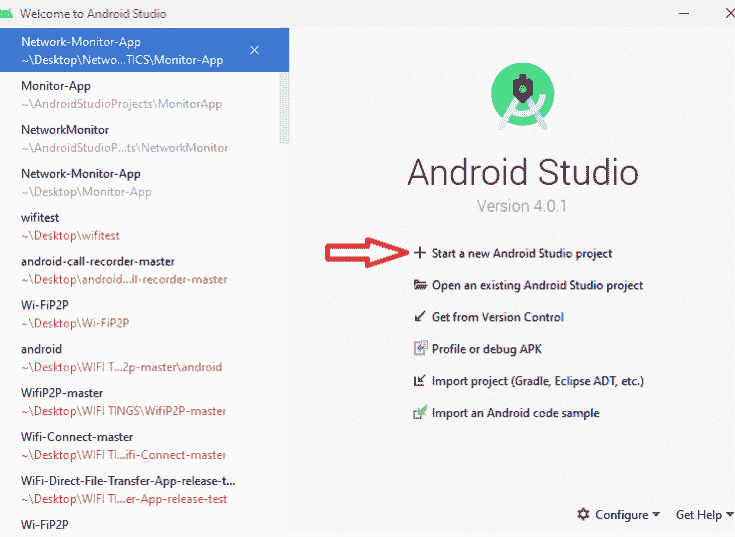 Welcome to Android Studio
Network-Monitor-App
~\Desktop\Netwo...TICS\Monitor-App
Monitor-App
~\AndroidStudioProjects\MonitorApp
NetworkMonitor
~\AndroidStudioP...ts\NetworkMonitor
Network-Monitor-App
~\Desktop\Monitor-App
wifitest
~\Desktop\wifitest
android-call-recorder-master
~\Desktop\android...ll-recorder-master
Wi-FiP2P
~\Desktop\Wi-FiP2P
android
~\Desktop\WIFI T...2p-master\android
WifiP2P-master
~\Desktop\WIFI TINGS\WifiP2P-master
Wifi-Connect-master
~\Desktop\WIFI TI...ifi-Connect-master
WiFi-Direct-File-Transfer-App-release-t...
~\Desktop\WIFI TI...er-App-release-test
Wi-FiP2P
Android Studio
Version 4.0.1
Start a new Android Studio project
Open an existing Android Studio project
Get from Version Control
Profile or debug APK
Import project (Gradle, Eclipse ADT, etc.)
Import an Android code sample
Configure
Get Help